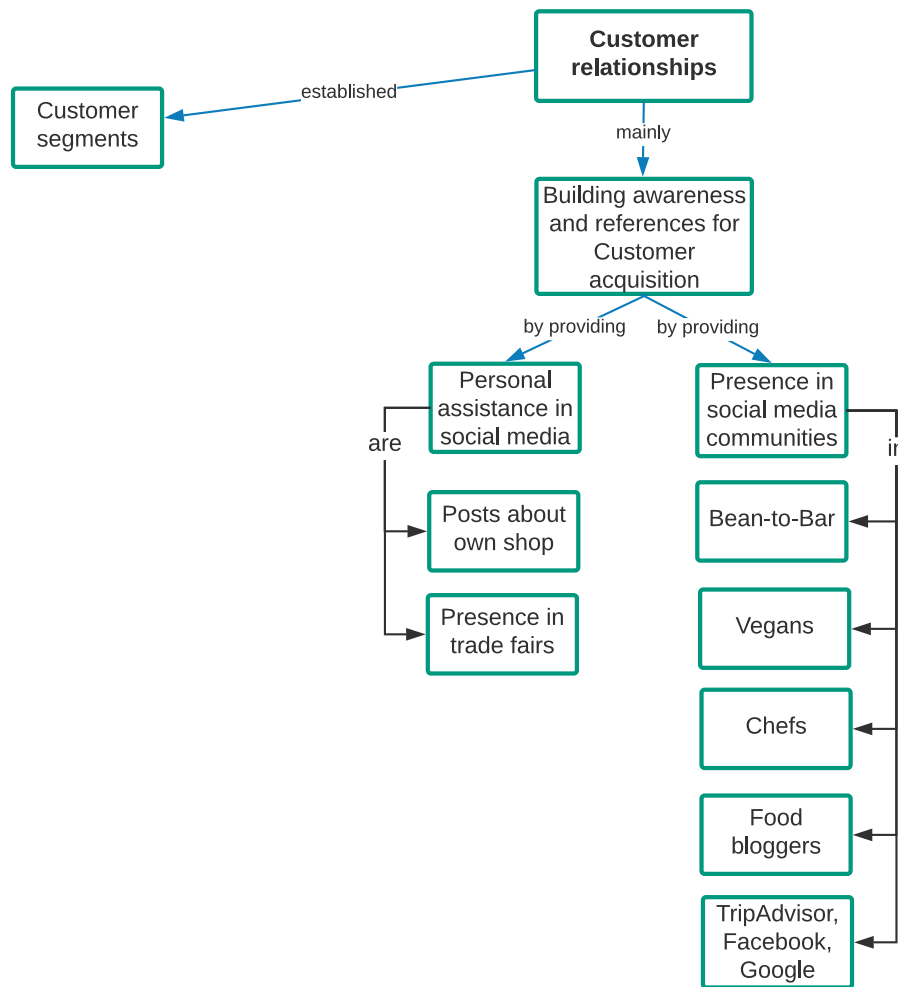 Customer
relationships
established
Customer
segments
mainly
Building awareness
and references for
Customer
acquisition
by providing
by providing
Personal
assistance in
social media
Presence in
social media
communities
are
in
Posts about
own shop
Bean-to-Bar
Presence in
trade fairs
Vegans
Chefs
Food
bloggers
TripAdvisor,
Facebook,
Google